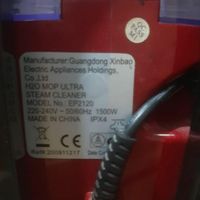 Manufacturer: Guangdong Xinbao
Electric Appliances Holdings,
Co.,Ltd
H2O MOP ULTRA
STEAM CLEANER
MODEL No.: EP2120
220-240V~ 50/60Hz 1500W
MADE IN CHINA IPX4